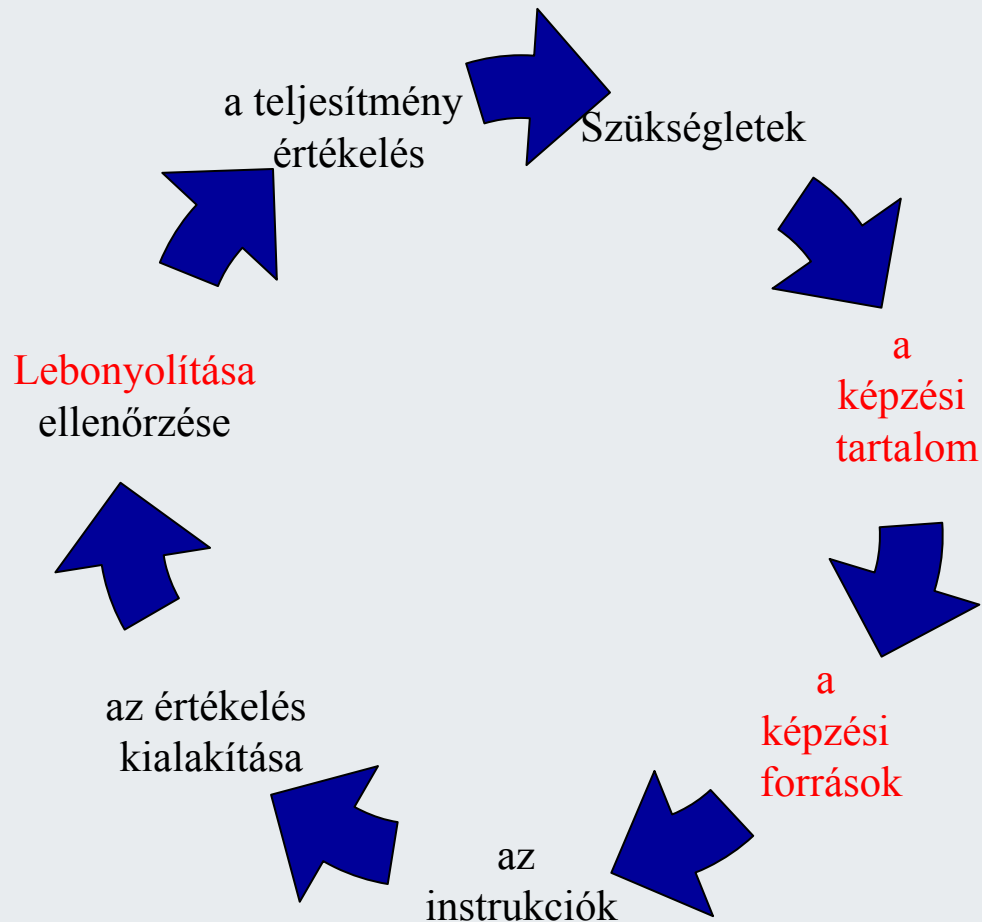 a teljesítmény
értékelés
Szükségletek
a
képzési
tartalom
a
képzési
források
az
instrukciók
az értékelés
kialakítása
Lebonyolítása
ellenőrzése